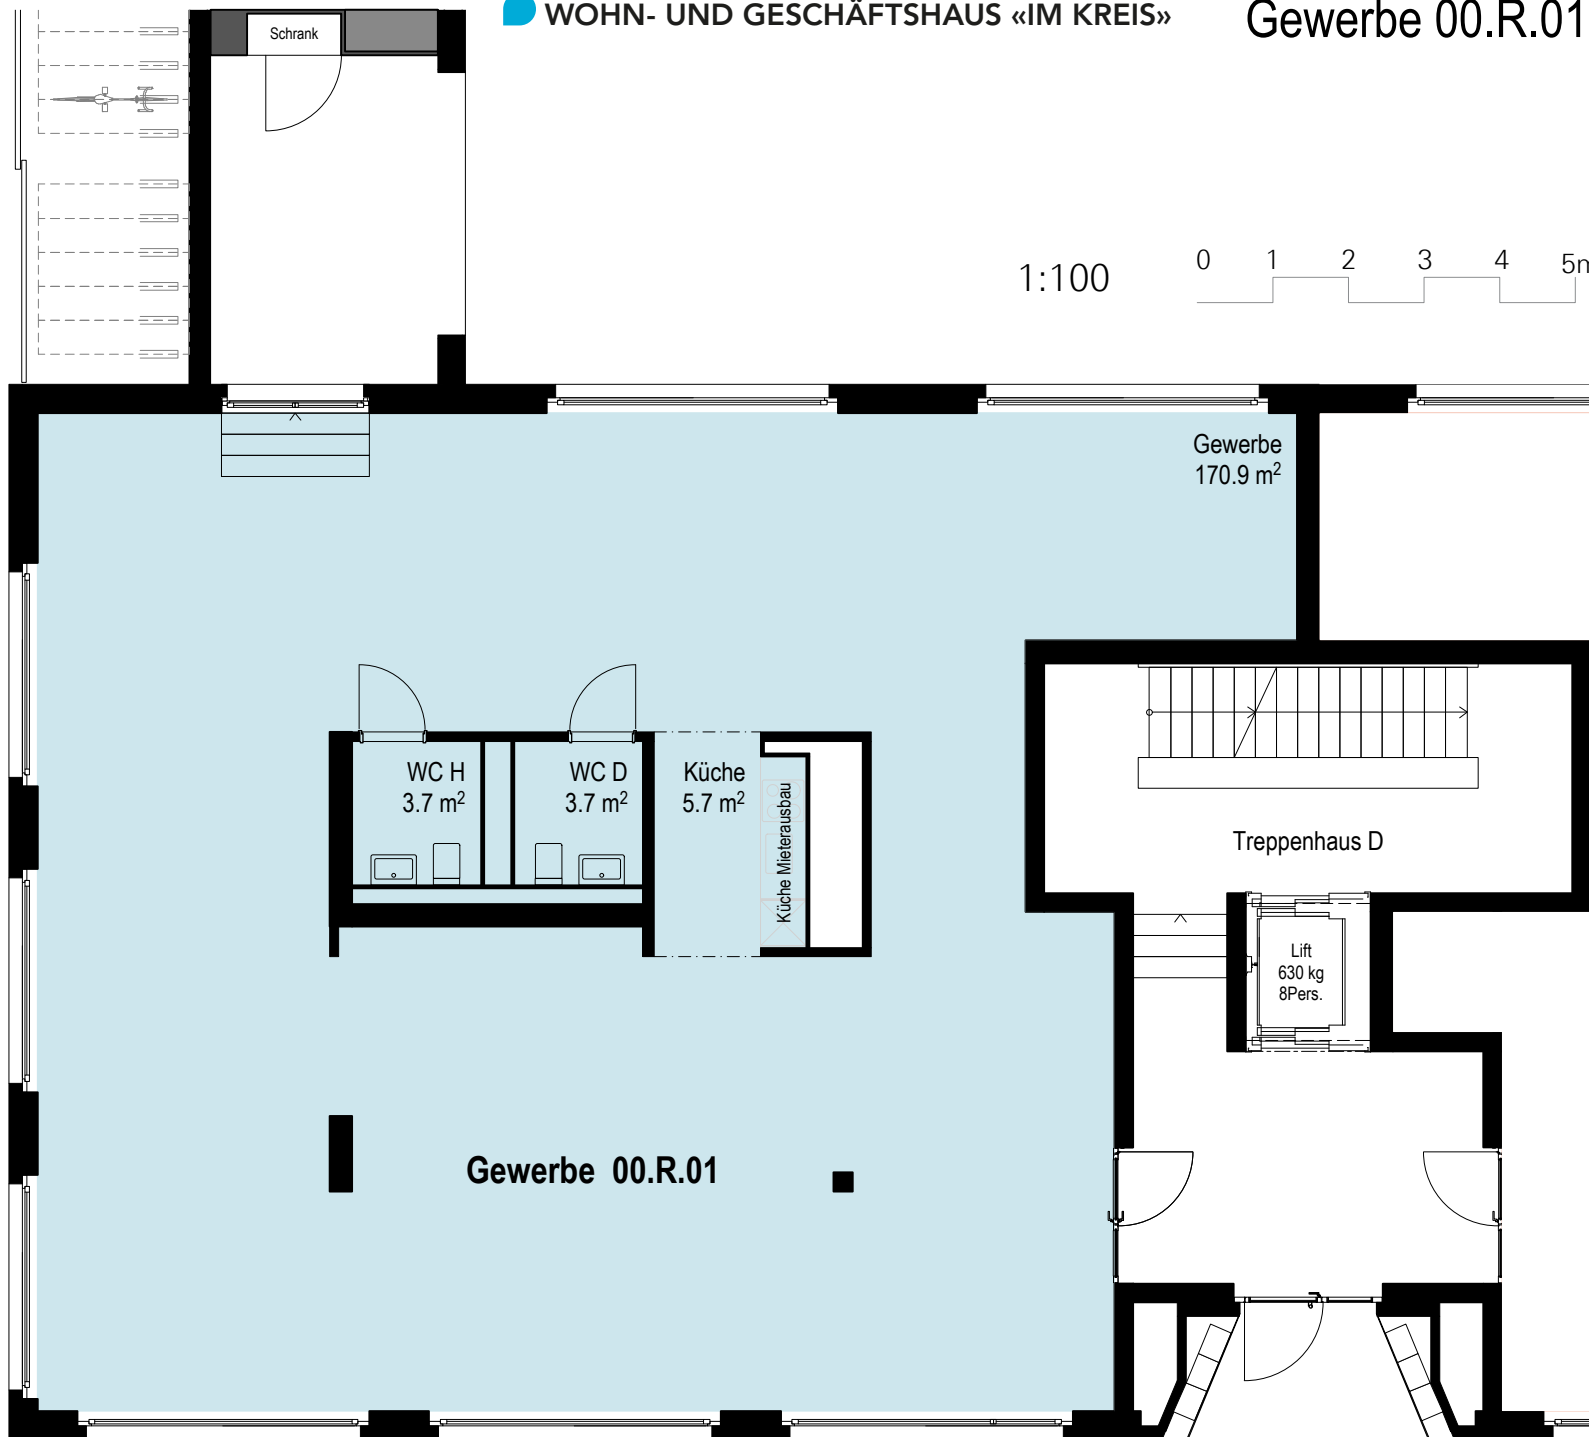 WOHN- UND GESCHÄFTSHAUS «IM KREIS»
Gewerbe 00.R.01
Schrank
1:100
0 1 2 3 4 5m
Gewerbe
170.9 m²
WC H
3.7 m²
WC D
3.7 m²
Küche
5.7 m²
Küche Mieterausbau
Treppenhaus D
Lift
630 kg
8Pers.
Gewerbe 00.R.01